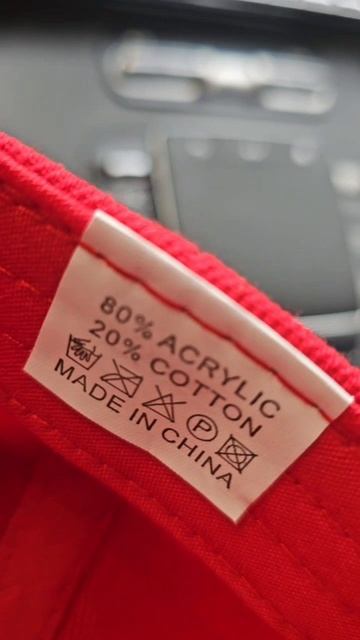 80% ACRYLIC
20% COTTON
P
MADE IN CHINA